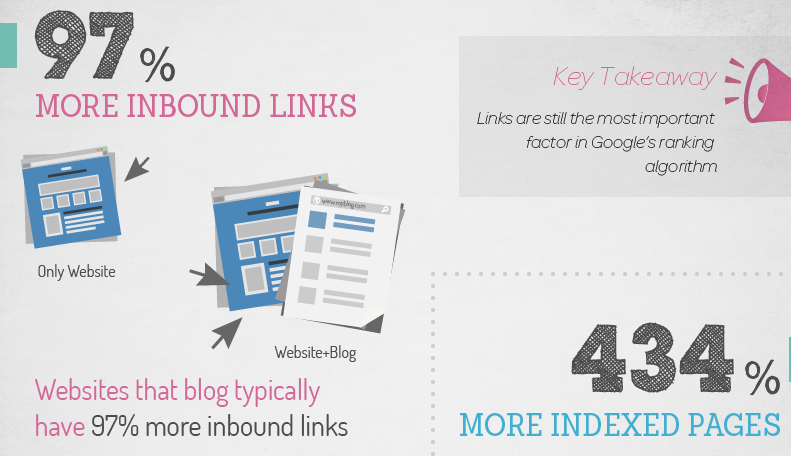 97%
MORE INBOUND LINKS
Key Takeaway
Links are still the most important
factor in Google's ranking
algorithm
Only Website
www.myblog.com
Website+Blog
Websites that blog typically
have 97% more inbound links
434%
MORE INDEXED PAGES